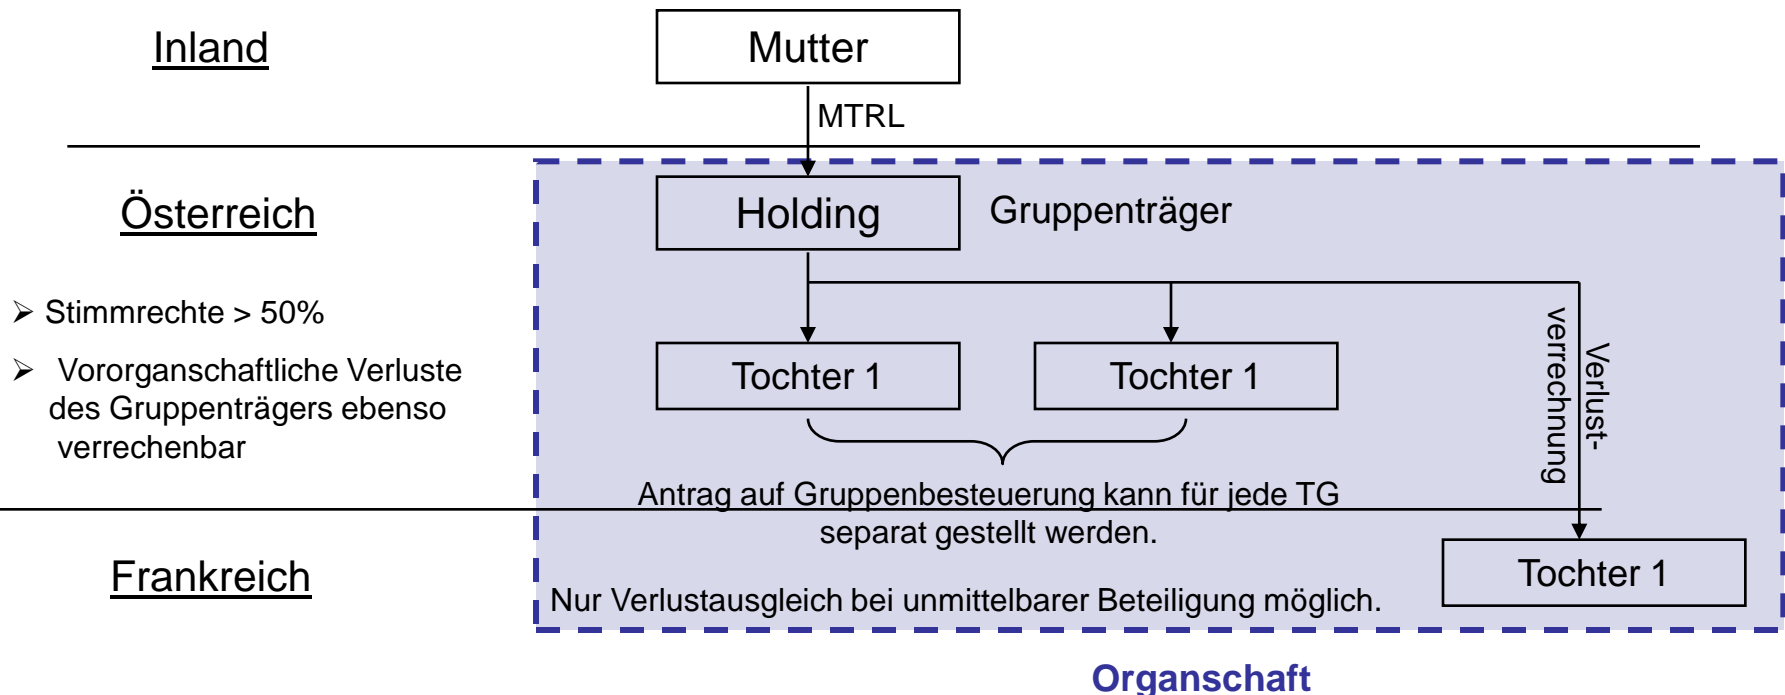 Inland
Mutter
MTRL
Österreich
Holding
Gruppenträger
➢ Stimmrechte > 50%
➢ Vororganschaftliche Verluste
des Gruppenträgers ebenso
verrechenbar
Tochter 1
Tochter 1
Verlust-
verrechnung
Antrag auf Gruppenbesteuerung kann für jede TG
separat gestellt werden.
Frankreich
Tochter 1
Nur Verlustausgleich bei unmittelbarer Beteiligung möglich.
Organschaft